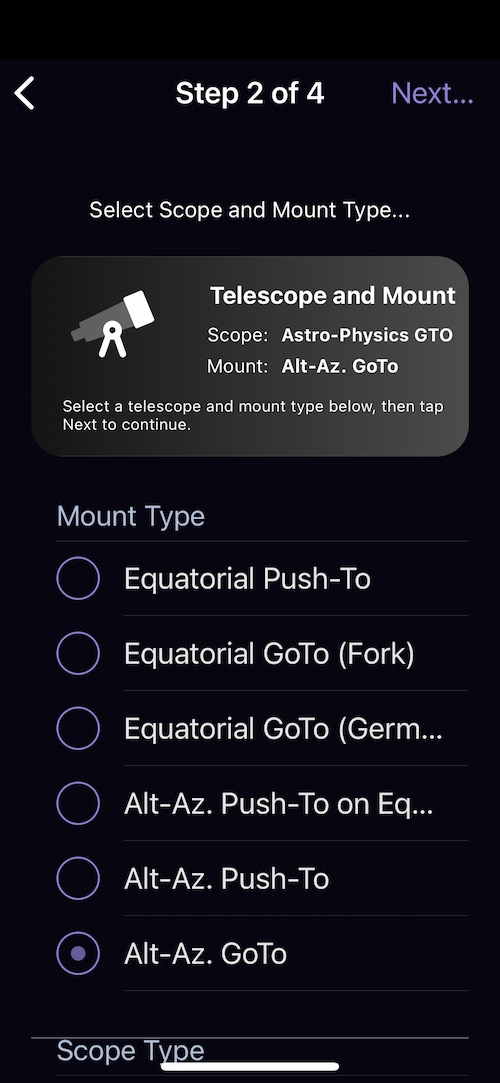 Step 2 of 4
Next...
Select Scope and Mount Type...
Telescope and Mount
Scope: Astro-Physics GTO
Mount: Alt-Az. GoTo
Select a telescope and mount type below, then tap
Next to continue.
Mount Type
Equatorial Push-To
Equatorial GoTo (Fork)
Equatorial GoTo (Germ...
Alt-Az. Push-To on Eq...
Alt-Az. Push-To
Alt-Az. GoTo
Scope Type